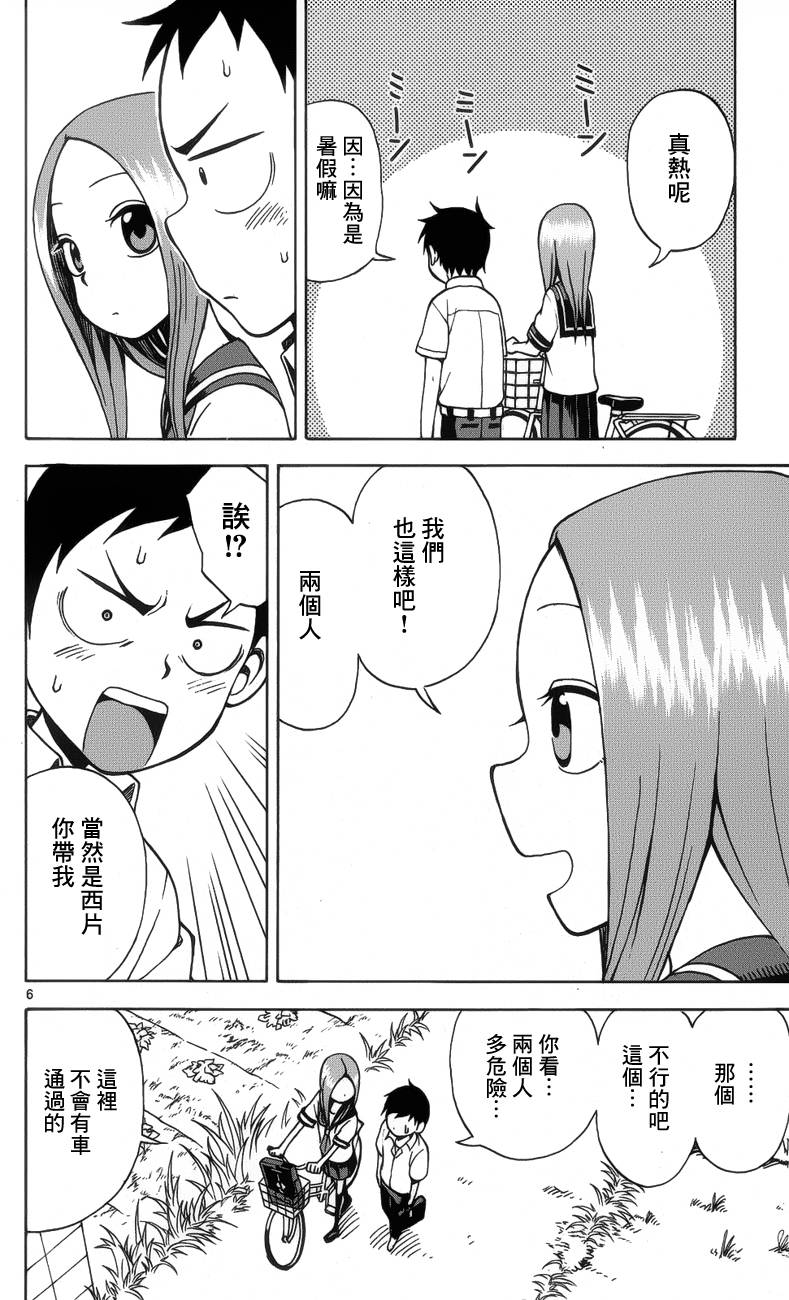 真熱呢
因…因為是
暑假嘛
ミーン
ミーン
ミーン
我們
也這樣吧！
兩個人
誒!?
當然是西片
你帶我
6
……
那個
不行的吧
這個…
你看…
兩個人
多危險…
這裡
不會有車
通過的